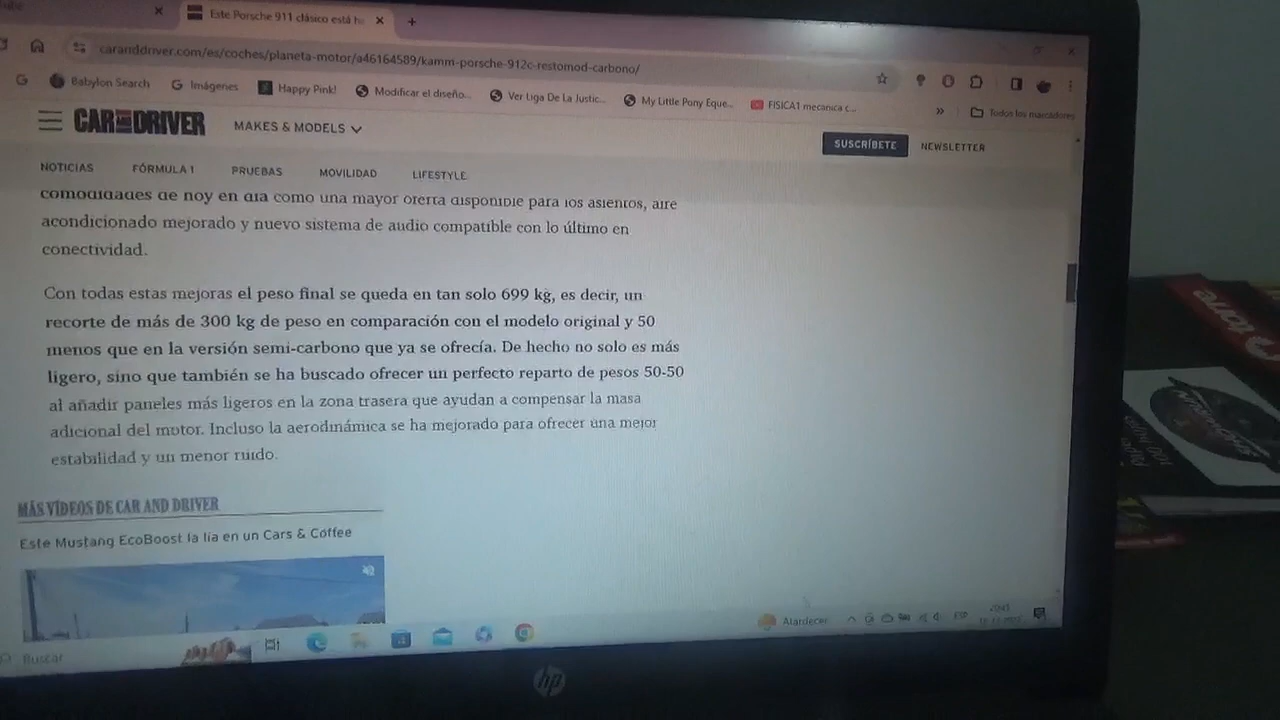 Este Porsche 911 clásico está h
caranddriver.com/es/coches/planeta-motor/a46164589/kamm-porsche-912c-restomod-carbono/
Babylon Search
Imágenes
Happy Pink!
Modificar el diseño...
Ver Liga De La Justic...
My Little Pony Eque...
FISICA1 mecanica c...
Todos los marcadores
CAR AND DRIVER
MAKES & MODELS
SUSCRÍBETE
NEWSLETTER
NOTICIAS
FÓRMULA 1
PRUEBAS
MOVILIDAD
LIFESTYLE
comodidades de hoy en día como una mayor oferta disponible para los asientos, aire
acondicionado mejorado y nuevo sistema de audio compatible con lo último en
conectividad.
Con todas estas mejoras el peso final se queda en tan solo 699 kg, es decir, un
recorte de más de 300 kg de peso en comparación con el modelo original y 50
menos que en la versión semi-carbono que ya se ofrecía. De hecho no solo es más
ligero, sino que también se ha buscado ofrecer un perfecto reparto de pesos 50-50
al añadir paneles más ligeros en la zona trasera que ayudan a compensar la masa
adicional del motor. Incluso la aerodinámica se ha mejorado para ofrecer una mejor
estabilidad y un menor ruido.
MÁS VÍDEOS DE CAR AND DRIVER
Este Mustang EcoBoost la lía en un Cars & Coffee
Buscar
Atardecer
ESP
hp